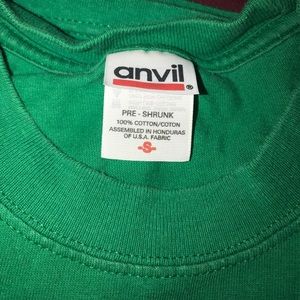 anvil
®
PRE - SHRUNK
100% COTTON/COTON
ASSEMBLED IN HONDURAS
OF U.S.A. FABRIC
-S-